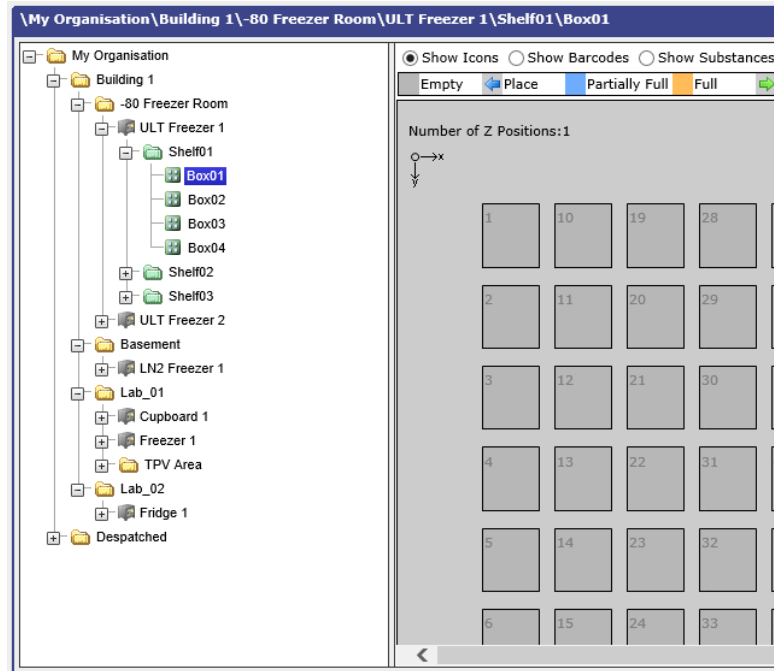 \My Organisation\Building 1\-80 Freezer Room\ULT Freezer 1\Shelf01\Box01
My Organisation
Building 1
-80 Freezer Room
ULT Freezer 1
Shelf01
Box01
Box02
Box03
Box04
Shelf02
Shelf03
ULT Freezer 2
Basement
LN2 Freezer 1
Lab_01
Cupboard 1
Freezer 1
TPV Area
Lab_02
Fridge 1
Despatched
Show Icons Show Barcodes Show Substances
Empty Place Partially Full Full
Number of Z Positions:1
x
y
1 10 19 28
2 11 20 29
3 12 21 30
4 13 22 31
5 14 23 32
6 15 24 33